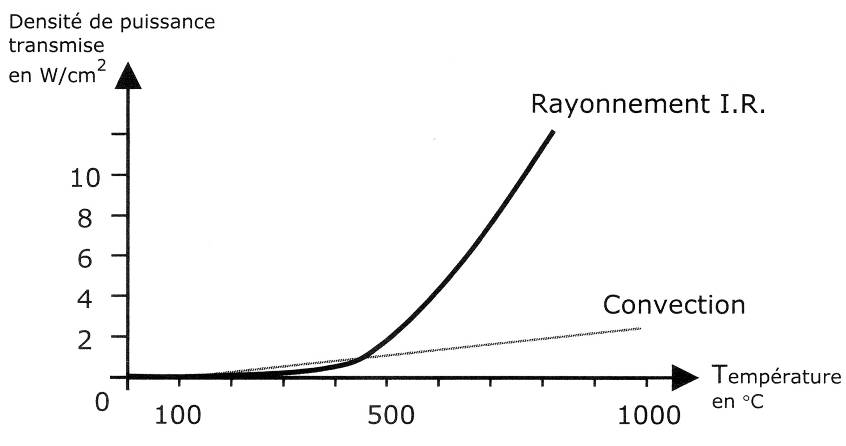 Densité de puissance
transmise
en W/cm²
Rayonnement I.R.
10
8
6
Convection
4
2
Température
en °C
0
100
500
1000